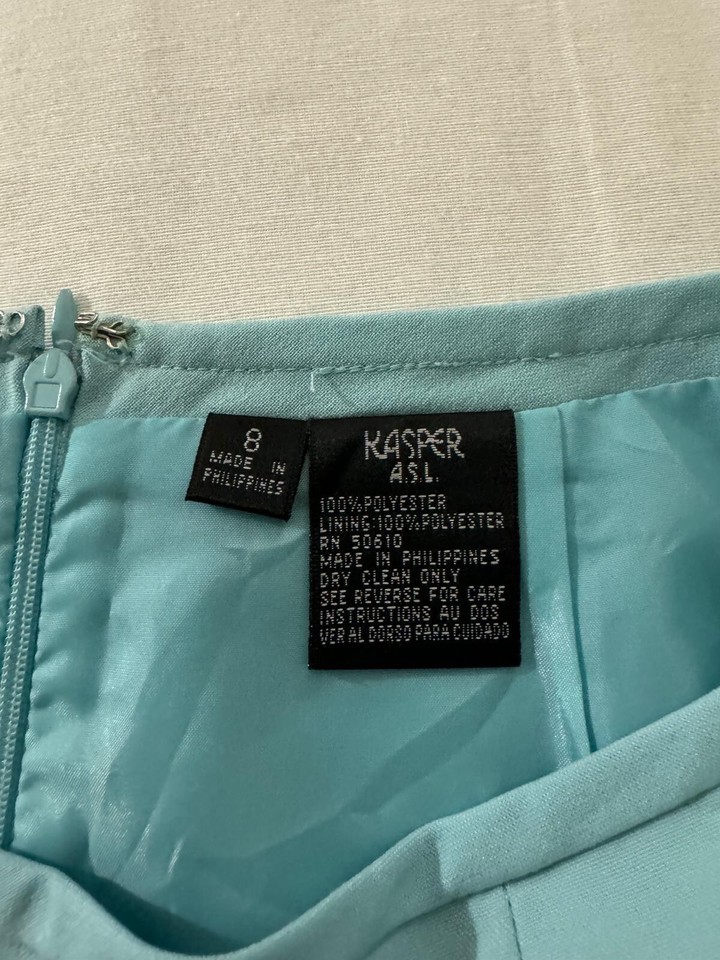 8
MADE IN
PHILIPPINES
KASPER
A.S.L.
100%POLYESTER
LINING:100%POLYESTER
RN 50610
MADE IN PHILIPPINES
DRY CLEAN ONLY
SEE REVERSE FOR CARE
INSTRUCTIONS AU DOS
VER AL DORSO PARA CUIDADO